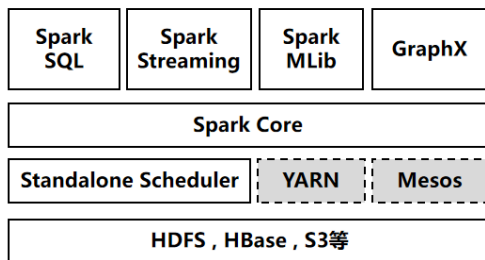 Spark
SQL
Spark
Streaming
Spark
MLib
GraphX
Spark Core
Standalone Scheduler
YARN
Mesos
HDFS , HBase , S3等